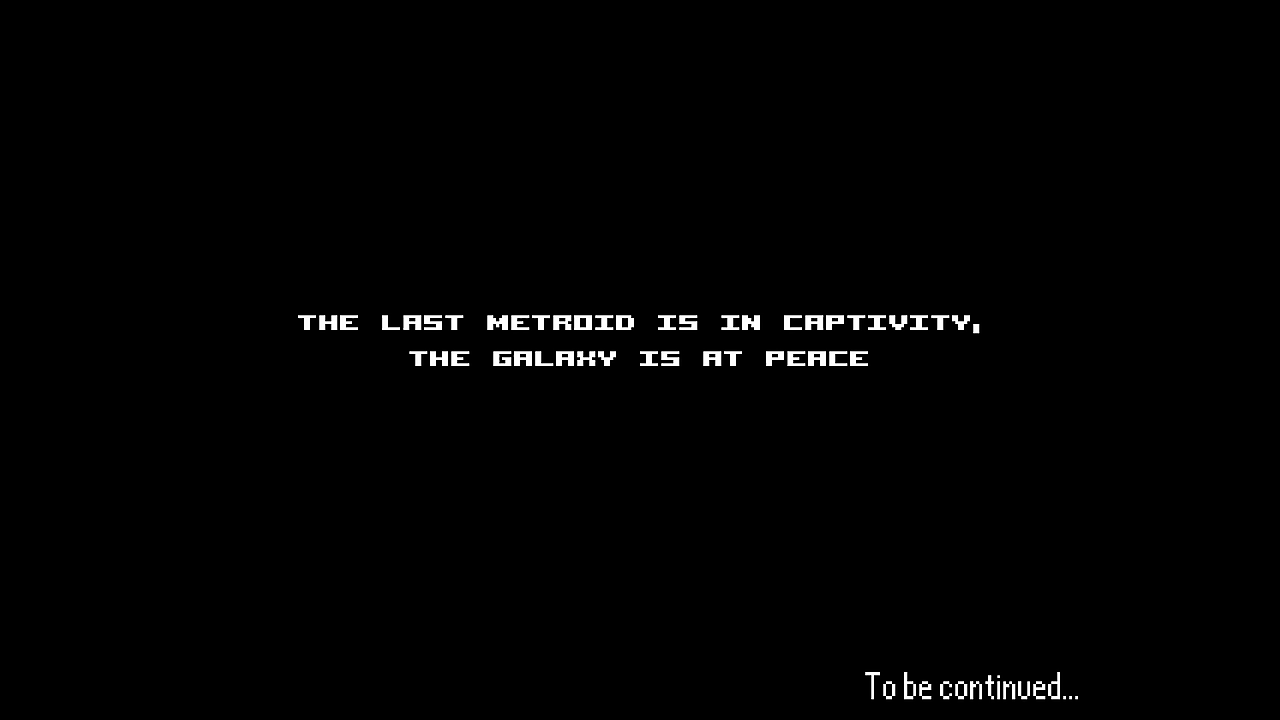 THE LAST METROID IS IN CAPTIVITY,
THE GALAXY IS AT PEACE
To be continued...